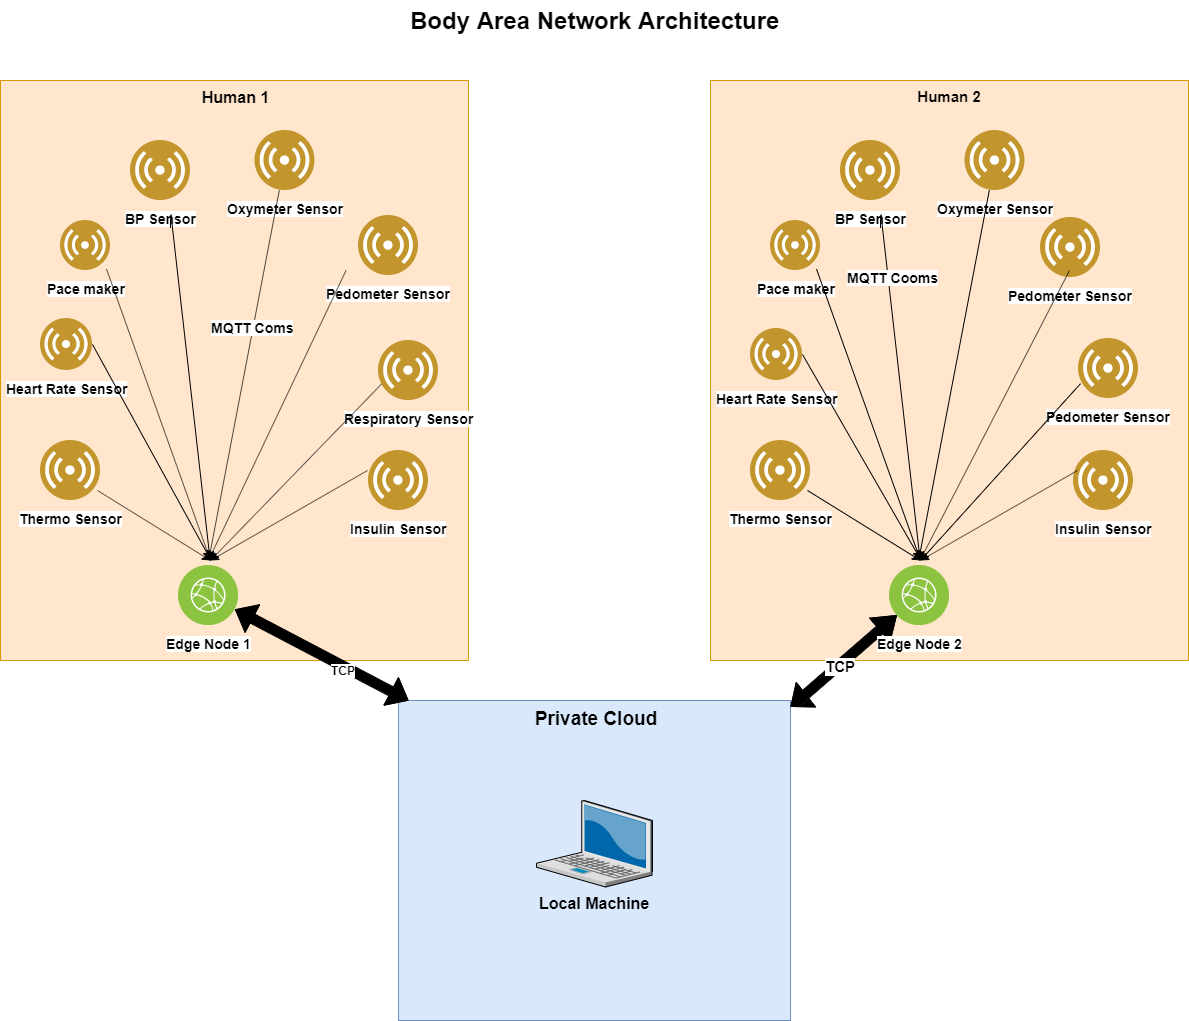 Body Area Network Architecture
Human 1
BP Sensor
Oxymeter Sensor
Pace maker
Pedometer Sensor
MQTT Coms
Heart Rate Sensor
Respiratory Sensor
Thermo Sensor
Insulin Sensor
Edge Node 1
TCP
Human 2
BP Sensor
Oxymeter Sensor
MQTT Cooms
Pace maker
Pedometer Sensor
Heart Rate Sensor
Pedometer Sensor
Thermo Sensor
Insulin Sensor
Edge Node 2
TCP
Private Cloud
Local Machine